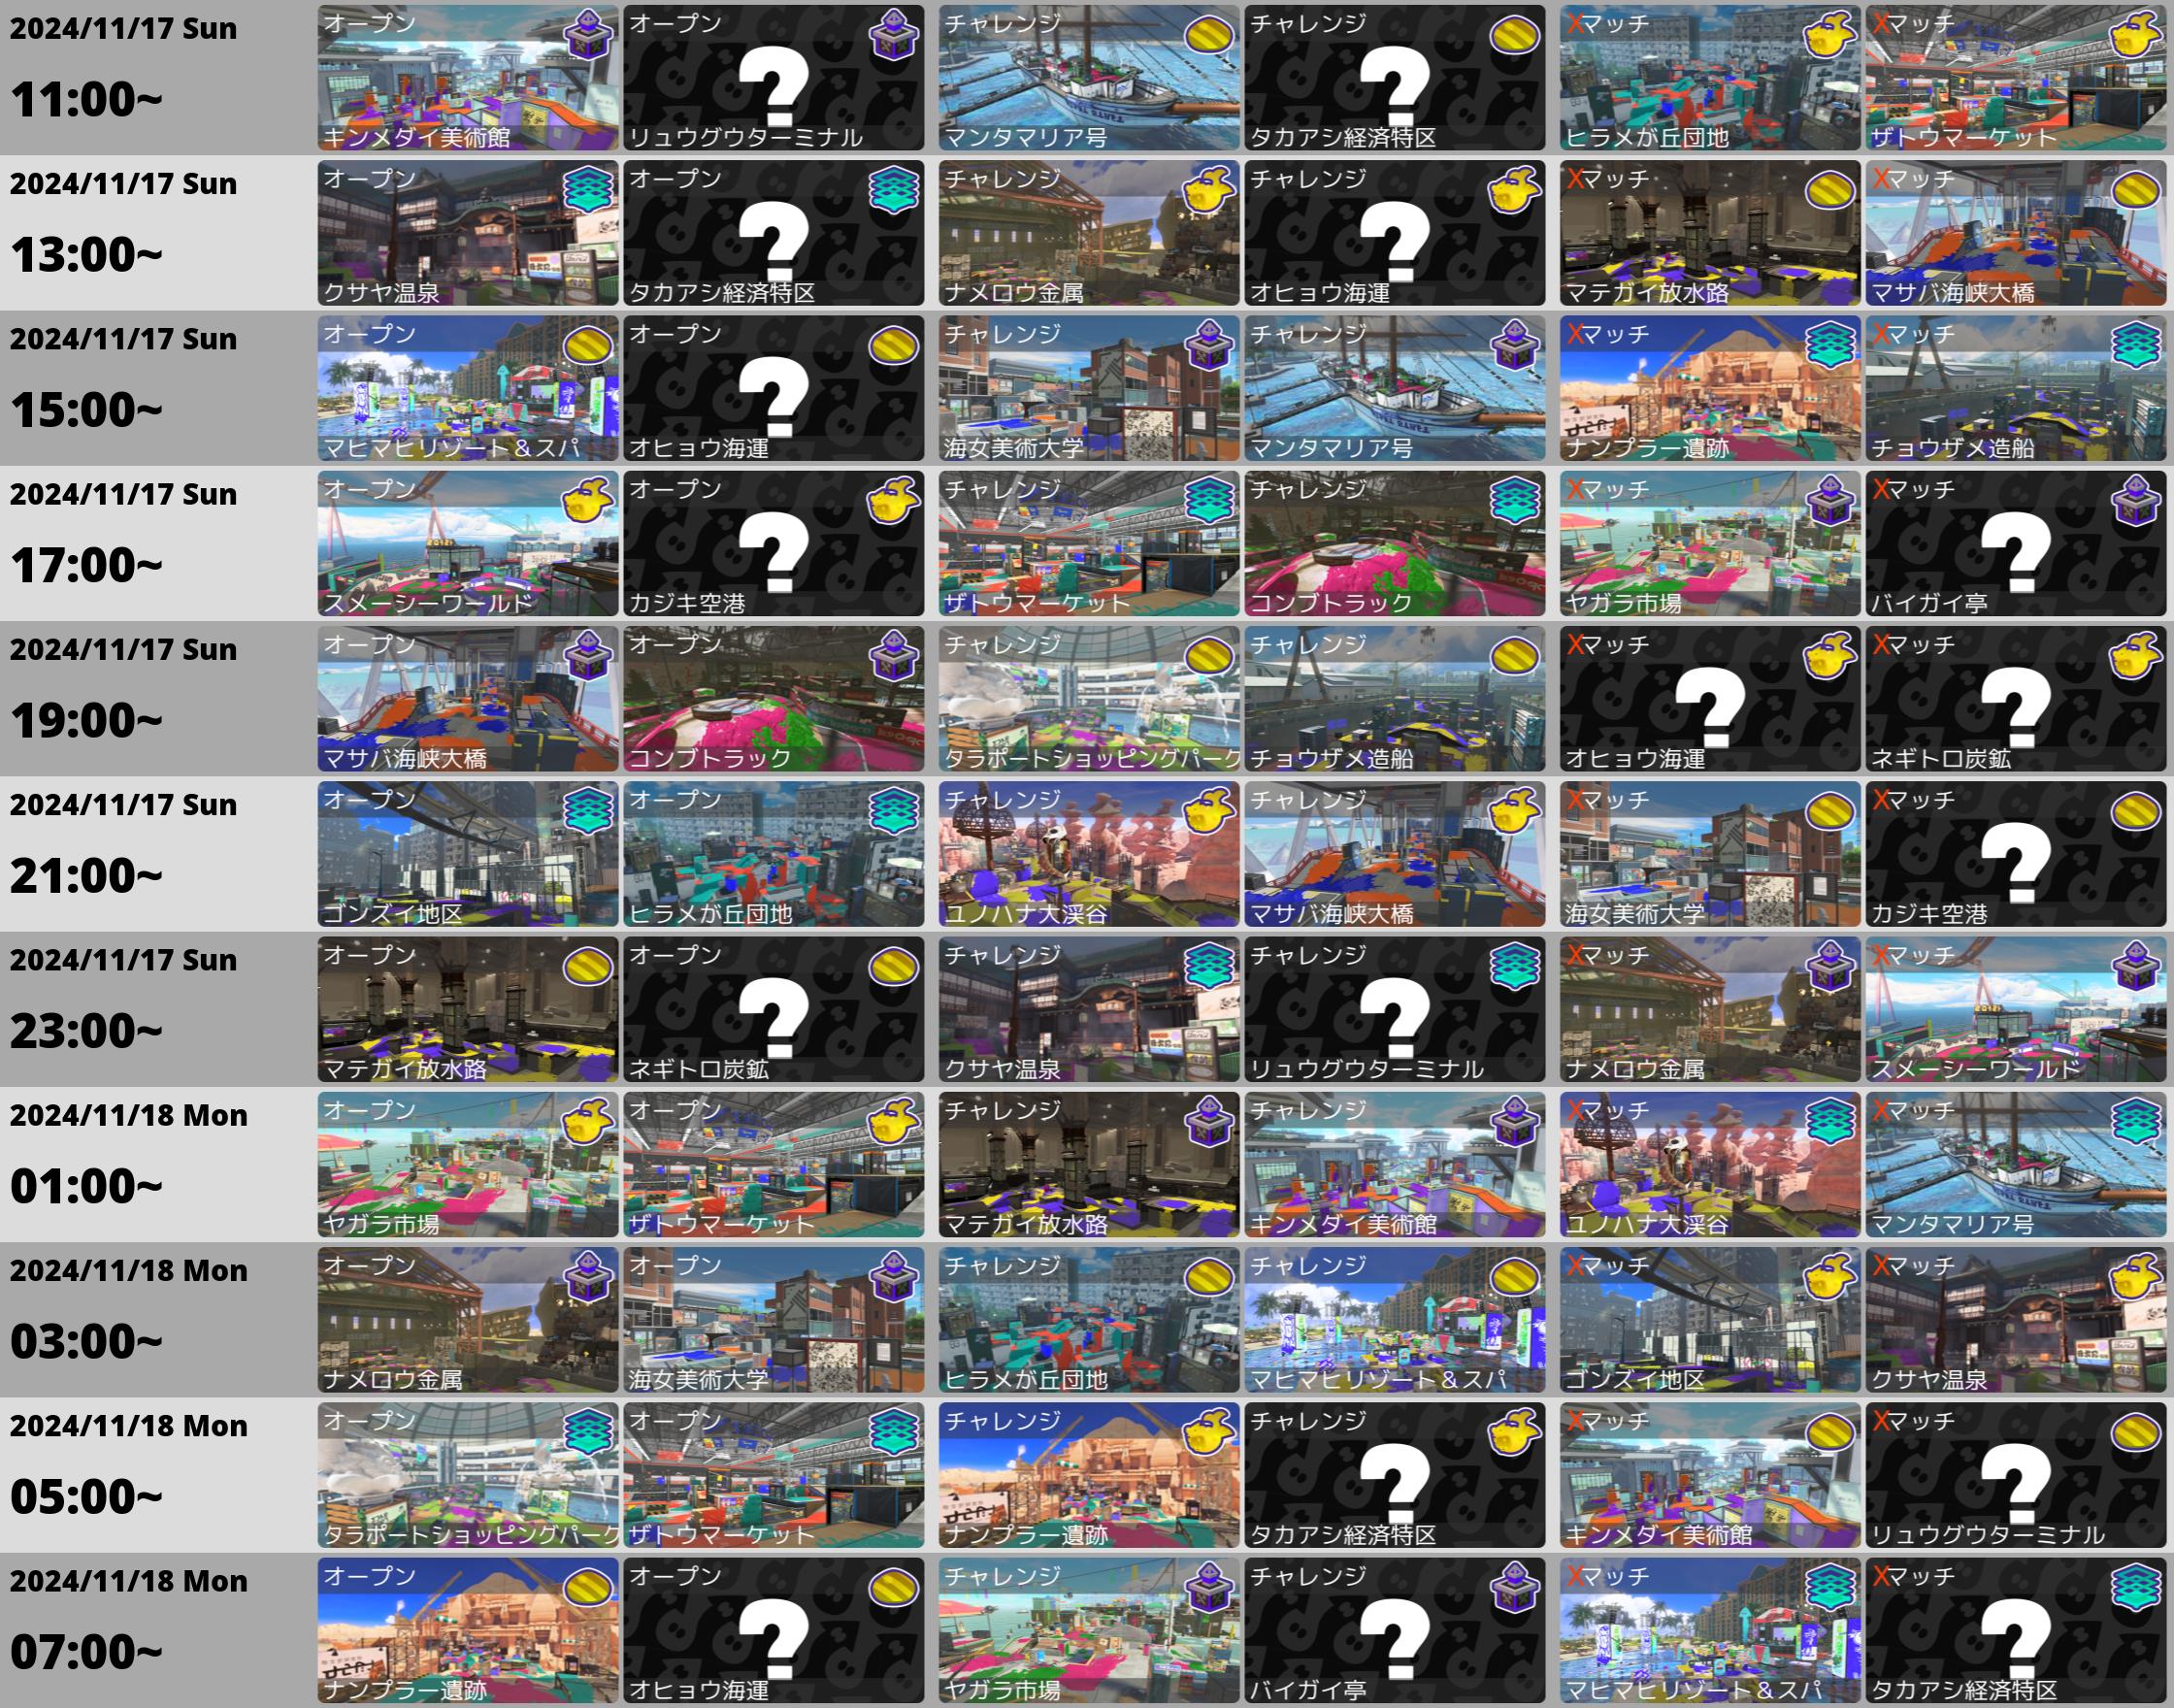 2024/11/17 Sun
11:00~
オープン
キンメダイ美術館
オープン
リュウグウターミナル
チャレンジ
マンタマリア号
チャレンジ
タカアシ経済特区
Xマッチ
ヒラメが丘団地
Xマッチ
ザトウマーケット
2024/11/17 Sun
13:00~
オープン
クサヤ温泉
オープン
タカアシ経済特区
チャレンジ
ナメロウ金属
チャレンジ
オヒョウ海運
Xマッチ
マテガイ放水路
Xマッチ
マサバ海峡大橋
2024/11/17 Sun
15:00~
オープン
マヒマヒリゾート&スパ
オープン
オヒョウ海運
チャレンジ
海女美術大学
チャレンジ
マンタマリア号
Xマッチ
ナンプラー遺跡
Xマッチ
チョウザメ造船
2024/11/17 Sun
17:00~
オープン
スメーシーワールド
オープン
カジキ空港
チャレンジ
ザトウマーケット
チャレンジ
コンブトラック
Xマッチ
ヤガラ市場
Xマッチ
バイガイ亭
2024/11/17 Sun
19:00~
オープン
マサバ海峡大橋
オープン
コンブトラック
チャレンジ
タラポートショッピングパーク
チャレンジ
チョウザメ造船
Xマッチ
オヒョウ海運
Xマッチ
ネギトロ炭鉱
2024/11/17 Sun
21:00~
オープン
ゴンズイ地区
オープン
ヒラメが丘団地
チャレンジ
ユノハナ大渓谷
チャレンジ
マサバ海峡大橋
Xマッチ
海女美術大学
Xマッチ
カジキ空港
2024/11/17 Sun
23:00~
オープン
マテガイ放水路
オープン
ネギトロ炭鉱
チャレンジ
クサヤ温泉
チャレンジ
リュウグウターミナル
Xマッチ
ナメロウ金属
Xマッチ
スメーシーワールド
2024/11/18 Mon
01:00~
オープン
ヤガラ市場
オープン
ザトウマーケット
チャレンジ
マテガイ放水路
チャレンジ
キンメダイ美術館
Xマッチ
ユノハナ大渓谷
Xマッチ
マンタマリア号
2024/11/18 Mon
03:00~
オープン
ナメロウ金属
オープン
海女美術大学
チャレンジ
ヒラメが丘団地
チャレンジ
マヒマヒリゾート&スパ
Xマッチ
ゴンズイ地区
Xマッチ
クサヤ温泉
2024/11/18 Mon
05:00~
オープン
タラポートショッピングパーク
オープン
ザトウマーケット
チャレンジ
ナンプラー遺跡
チャレンジ
タカアシ経済特区
Xマッチ
キンメダイ美術館
Xマッチ
リュウグウターミナル
2024/11/18 Mon
07:00~
オープン
ナンプラー遺跡
オープン
オヒョウ海運
チャレンジ
ヤガラ市場
チャレンジ
バイガイ亭
Xマッチ
マヒマヒリゾート&スパ
Xマッチ
タカアシ経済特区